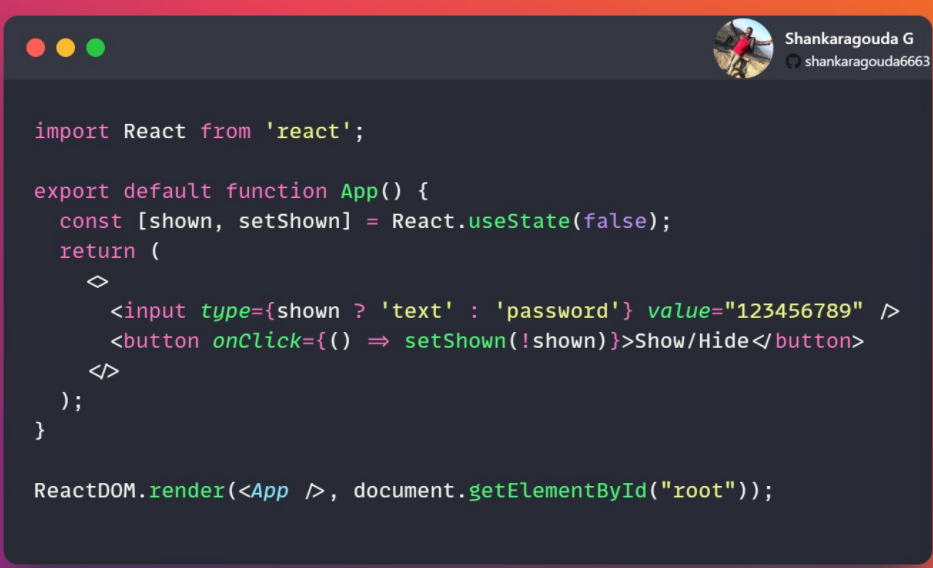 Shankaragouda G
shankaragouda6663
import React from 'react';
export default function App() {
const [shown, setShown] = React.useState(false);
return (
<>
<input type={shown ? 'text' : 'password'} value="123456789" />
<button onClick={() => setShown(!shown)}>Show/Hide</button>
</>
);
}
ReactDOM.render(<App />, document.getElementById("root"));